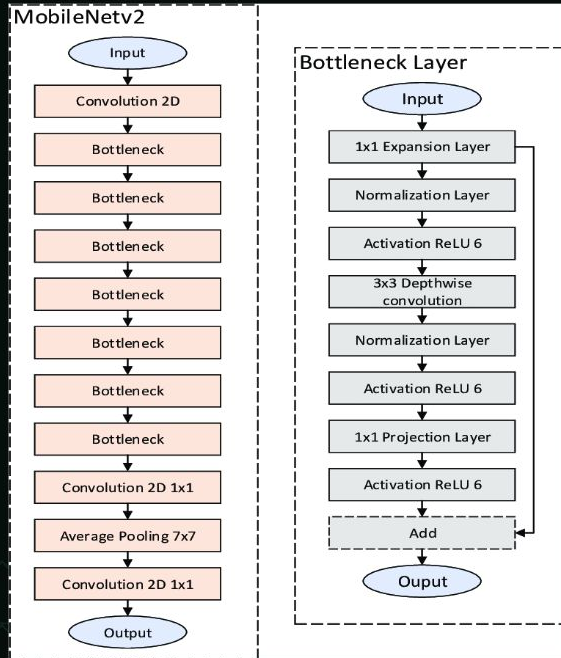 MobileNetv2
Input
Convolution 2D
Bottleneck
Bottleneck
Bottleneck
Bottleneck
Bottleneck
Bottleneck
Bottleneck
Convolution 2D 1x1
Average Pooling 7x7
Convolution 2D 1x1
Output
Bottleneck Layer
Input
1x1 Expansion Layer
Normalization Layer
Activation ReLU 6
3x3 Depthwise
convolution
Normalization Layer
Activation ReLU 6
1x1 Projection Layer
Activation ReLU 6
Add
Ouput